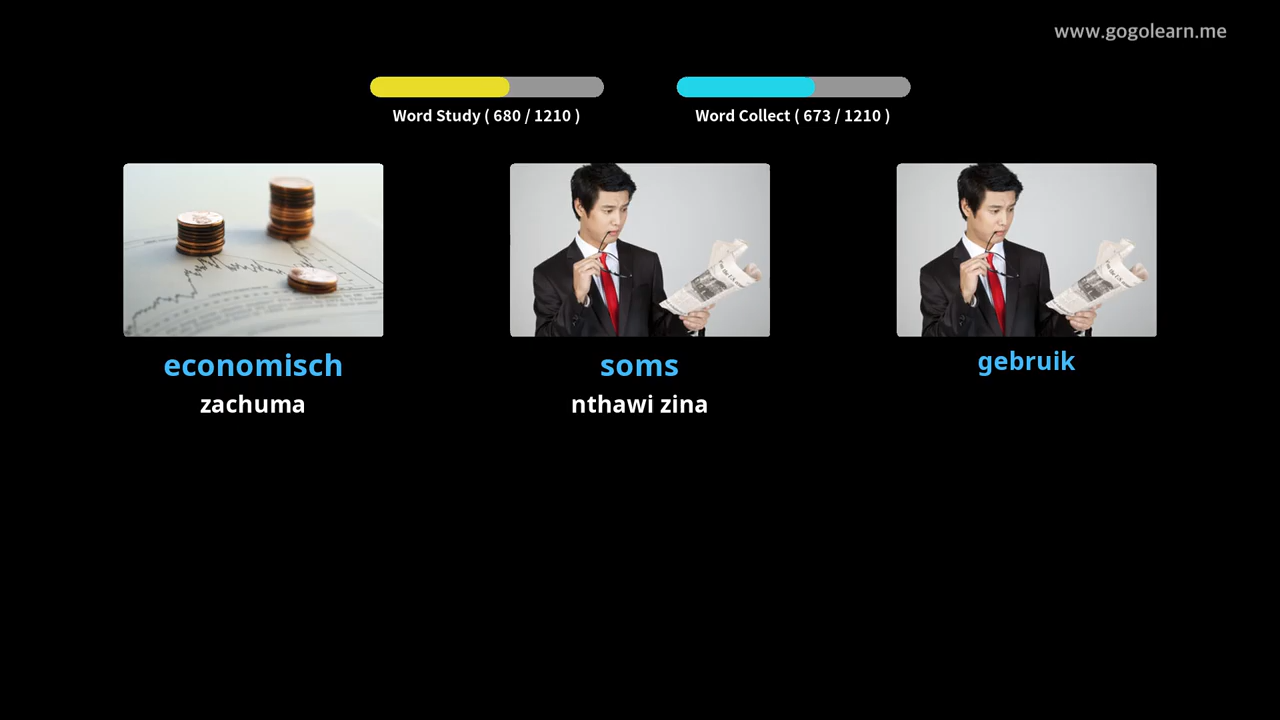 www.gogolearn.me
Word Study ( 680 / 1210 )
Word Collect ( 673 / 1210 )
economisch
soms
gebruik
zachuma
nthawi zina